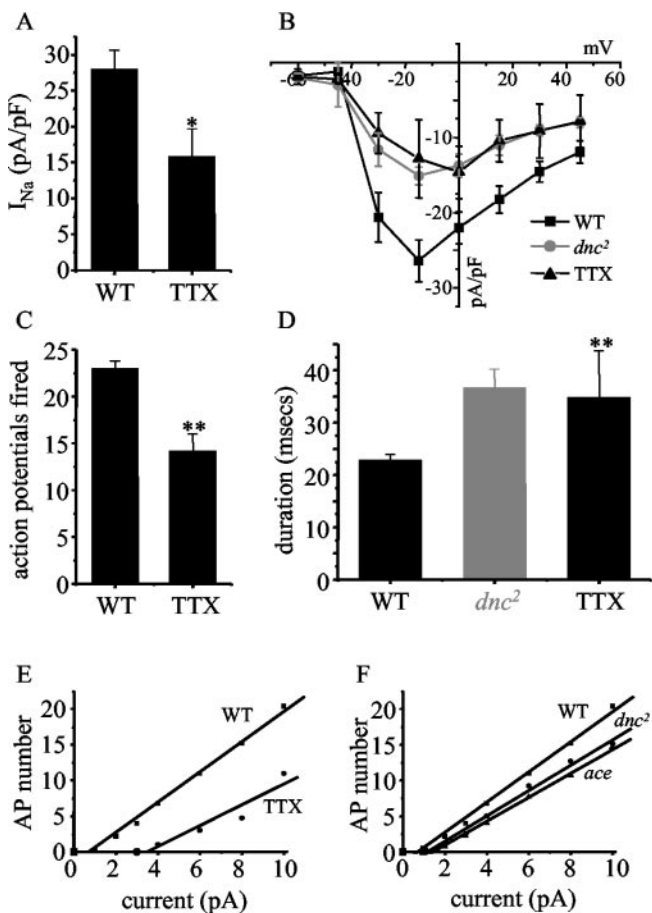 A
B
I_Na (pA/pF)
30
25
20
15
10
5
0
*
WT
TTX
mV
-60
-40
-20
20
40
60
-10
-20
-30
pA/pF
WT
dnc²
TTX
C
D
action potentials fired
25
20
15
10
5
0
**
WT
TTX
duration (msecs)
40
30
20
10
0
**
WT
dnc²
TTX
E
F
AP number
20
15
10
5
0
WT
TTX
0
2
4
6
8
10
current (pA)
AP number
20
15
10
5
0
WT
dnc²
ace
0
2
4
6
8
10
current (pA)